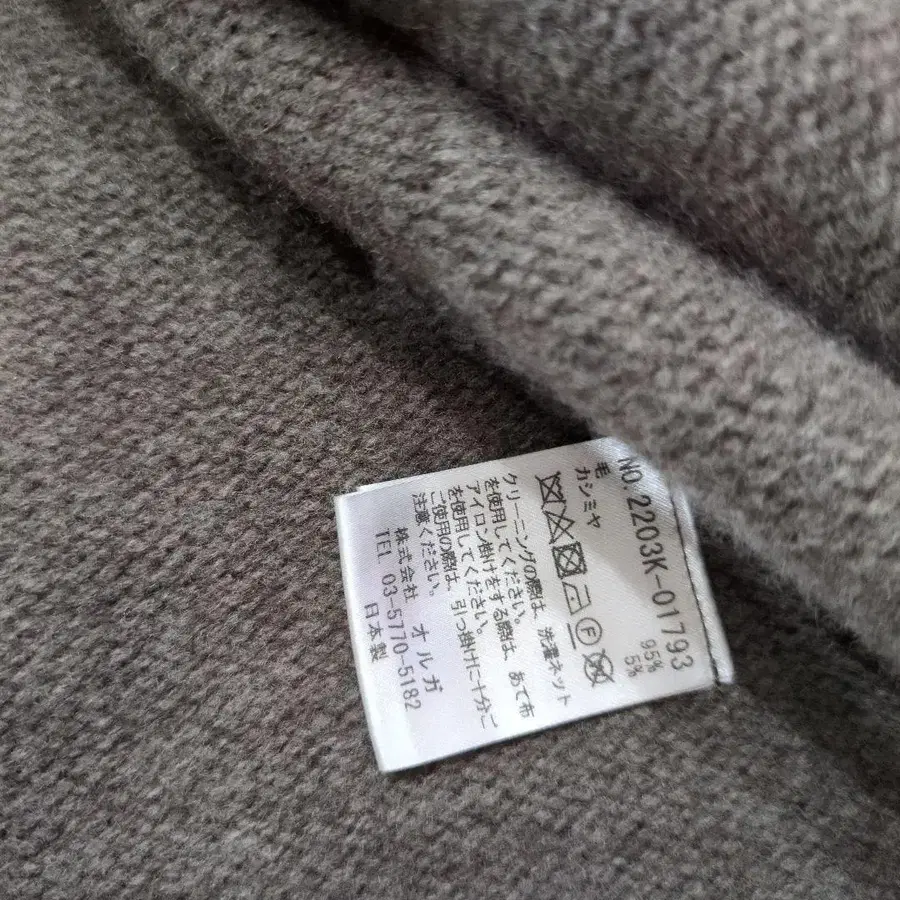 NO.2203K-01793
毛 95%
カシミヤ 5%
F
クリーニングの際は、洗濯ネット
を使用してください。
アイロン掛けをする際は、あて布
を使用してください。
ご使用の際は、引っ掛けに十分ご
注意ください。
株式会社 オルガ
TEL 03-5770-5182
日本製